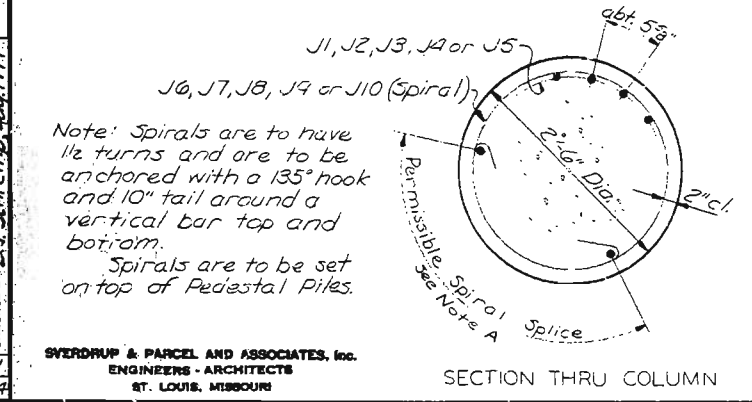 abt. 5⅝"
J1, J2, J3, J4 or J5
J6, J7, J8, J9 or J10 (Spiral)
Note: Spirals are to have
1½ turns and are to be
anchored with a 135° hook
and 10" tail around a
vertical bar top and
bottom.
Spirals are to be set
on top of Pedestal Piles.
2'-6" Dia.
2" cl.
Permissible Spiral Splice
See Note A
SVERDRUP & PARCEL AND ASSOCIATES, Inc.
ENGINEERS - ARCHITECTS
ST. LOUIS, MISSOURI
SECTION THRU COLUMN